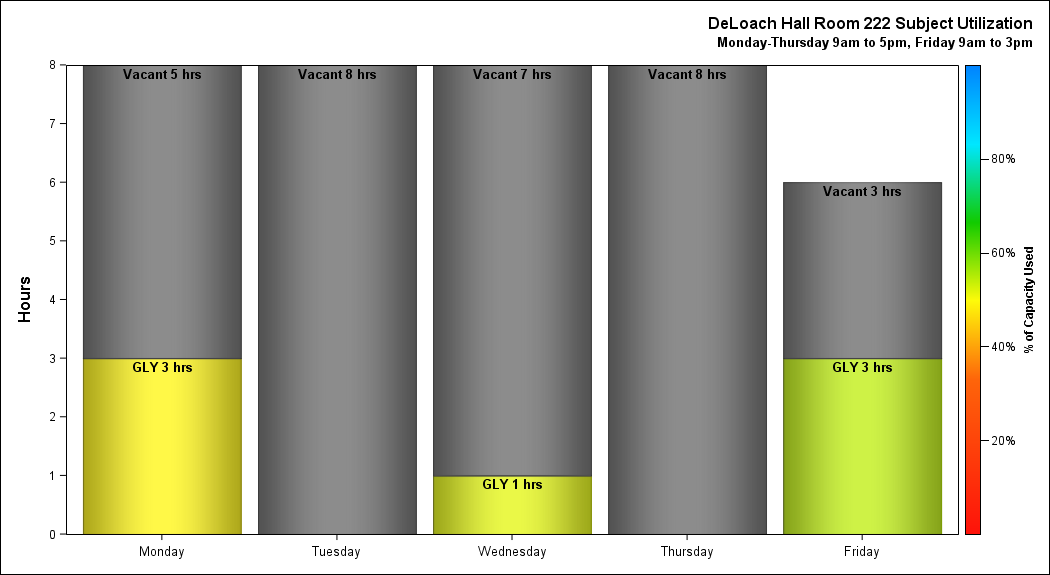 DeLoach Hall Room 222 Subject Utilization
Monday-Thursday 9am to 5pm, Friday 9am to 3pm
Hours
8
7
6
5
4
3
2
1
0
Vacant 5 hrs
GLY 3 hrs
Vacant 8 hrs
Vacant 7 hrs
GLY 1 hrs
Vacant 8 hrs
Vacant 3 hrs
GLY 3 hrs
Monday
Tuesday
Wednesday
Thursday
Friday
80%
60%
40%
20%
% of Capacity Used